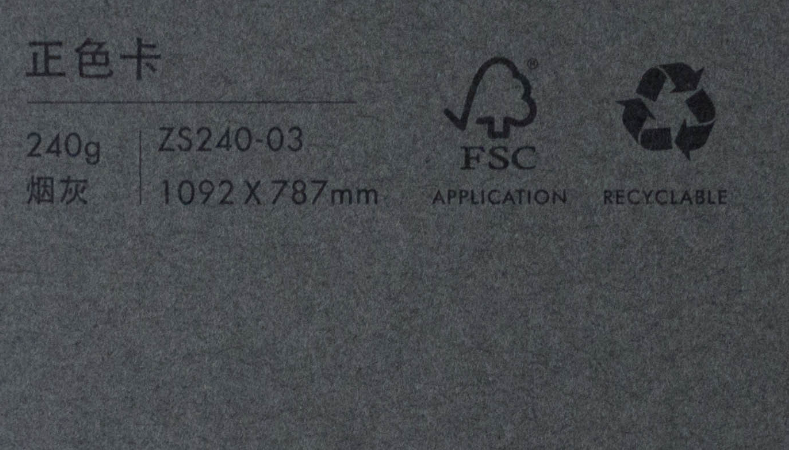 正色卡
240g
烟灰
ZS240-03
1092 X 787mm
®
FSC
APPLICATION
RECYCLABLE